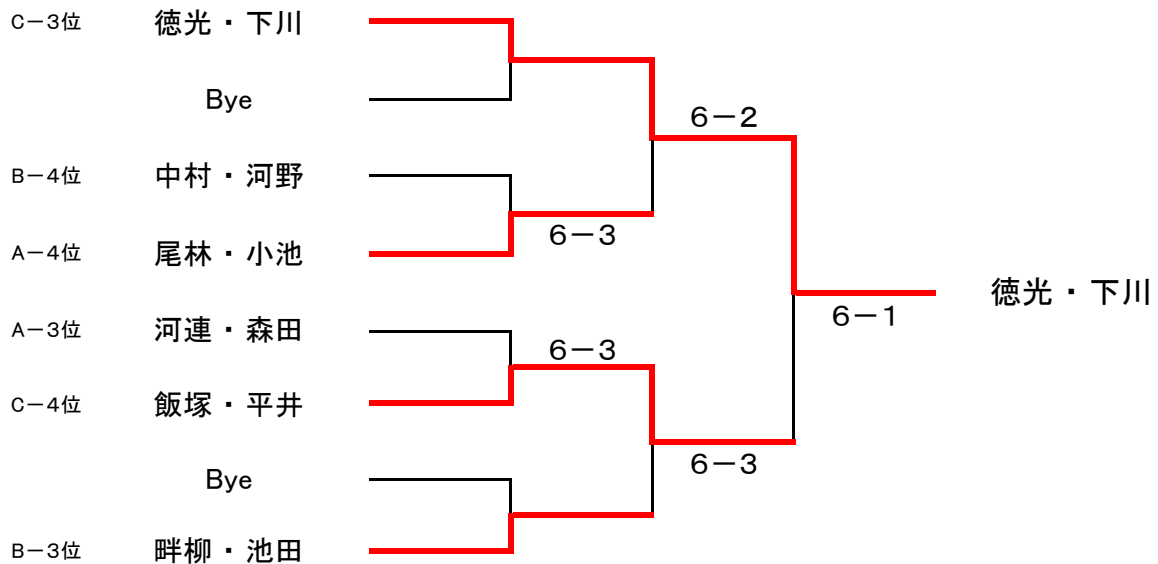 C－3位 徳光・下川
Bye
6－2
B－4位 中村・河野
6－3
A－4位 尾林・小池
徳光・下川
6－1
A－3位 河連・森田
6－3
C－4位 飯塚・平井
6－3
Bye
B－3位 畔柳・池田